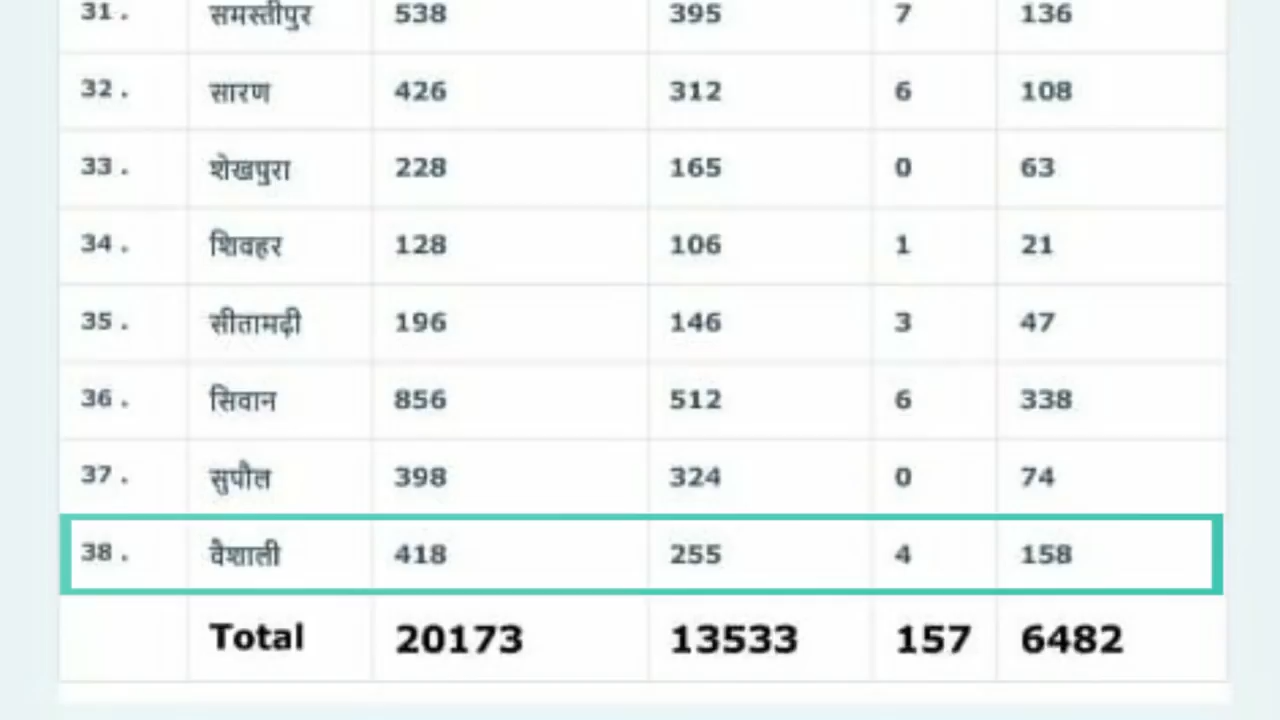 31 . समस्तीपुर 538 395 7 136
32 . सारण 426 312 6 108
33 . शेखपुरा 228 165 0 63
34 . शिवहर 128 106 1 21
35 . सीतामढ़ी 196 146 3 47
36 . सिवान 856 512 6 338
37 . सुपौल 398 324 0 74
38 . वैशाली 418 255 4 158
Total 20173 13533 157 6482